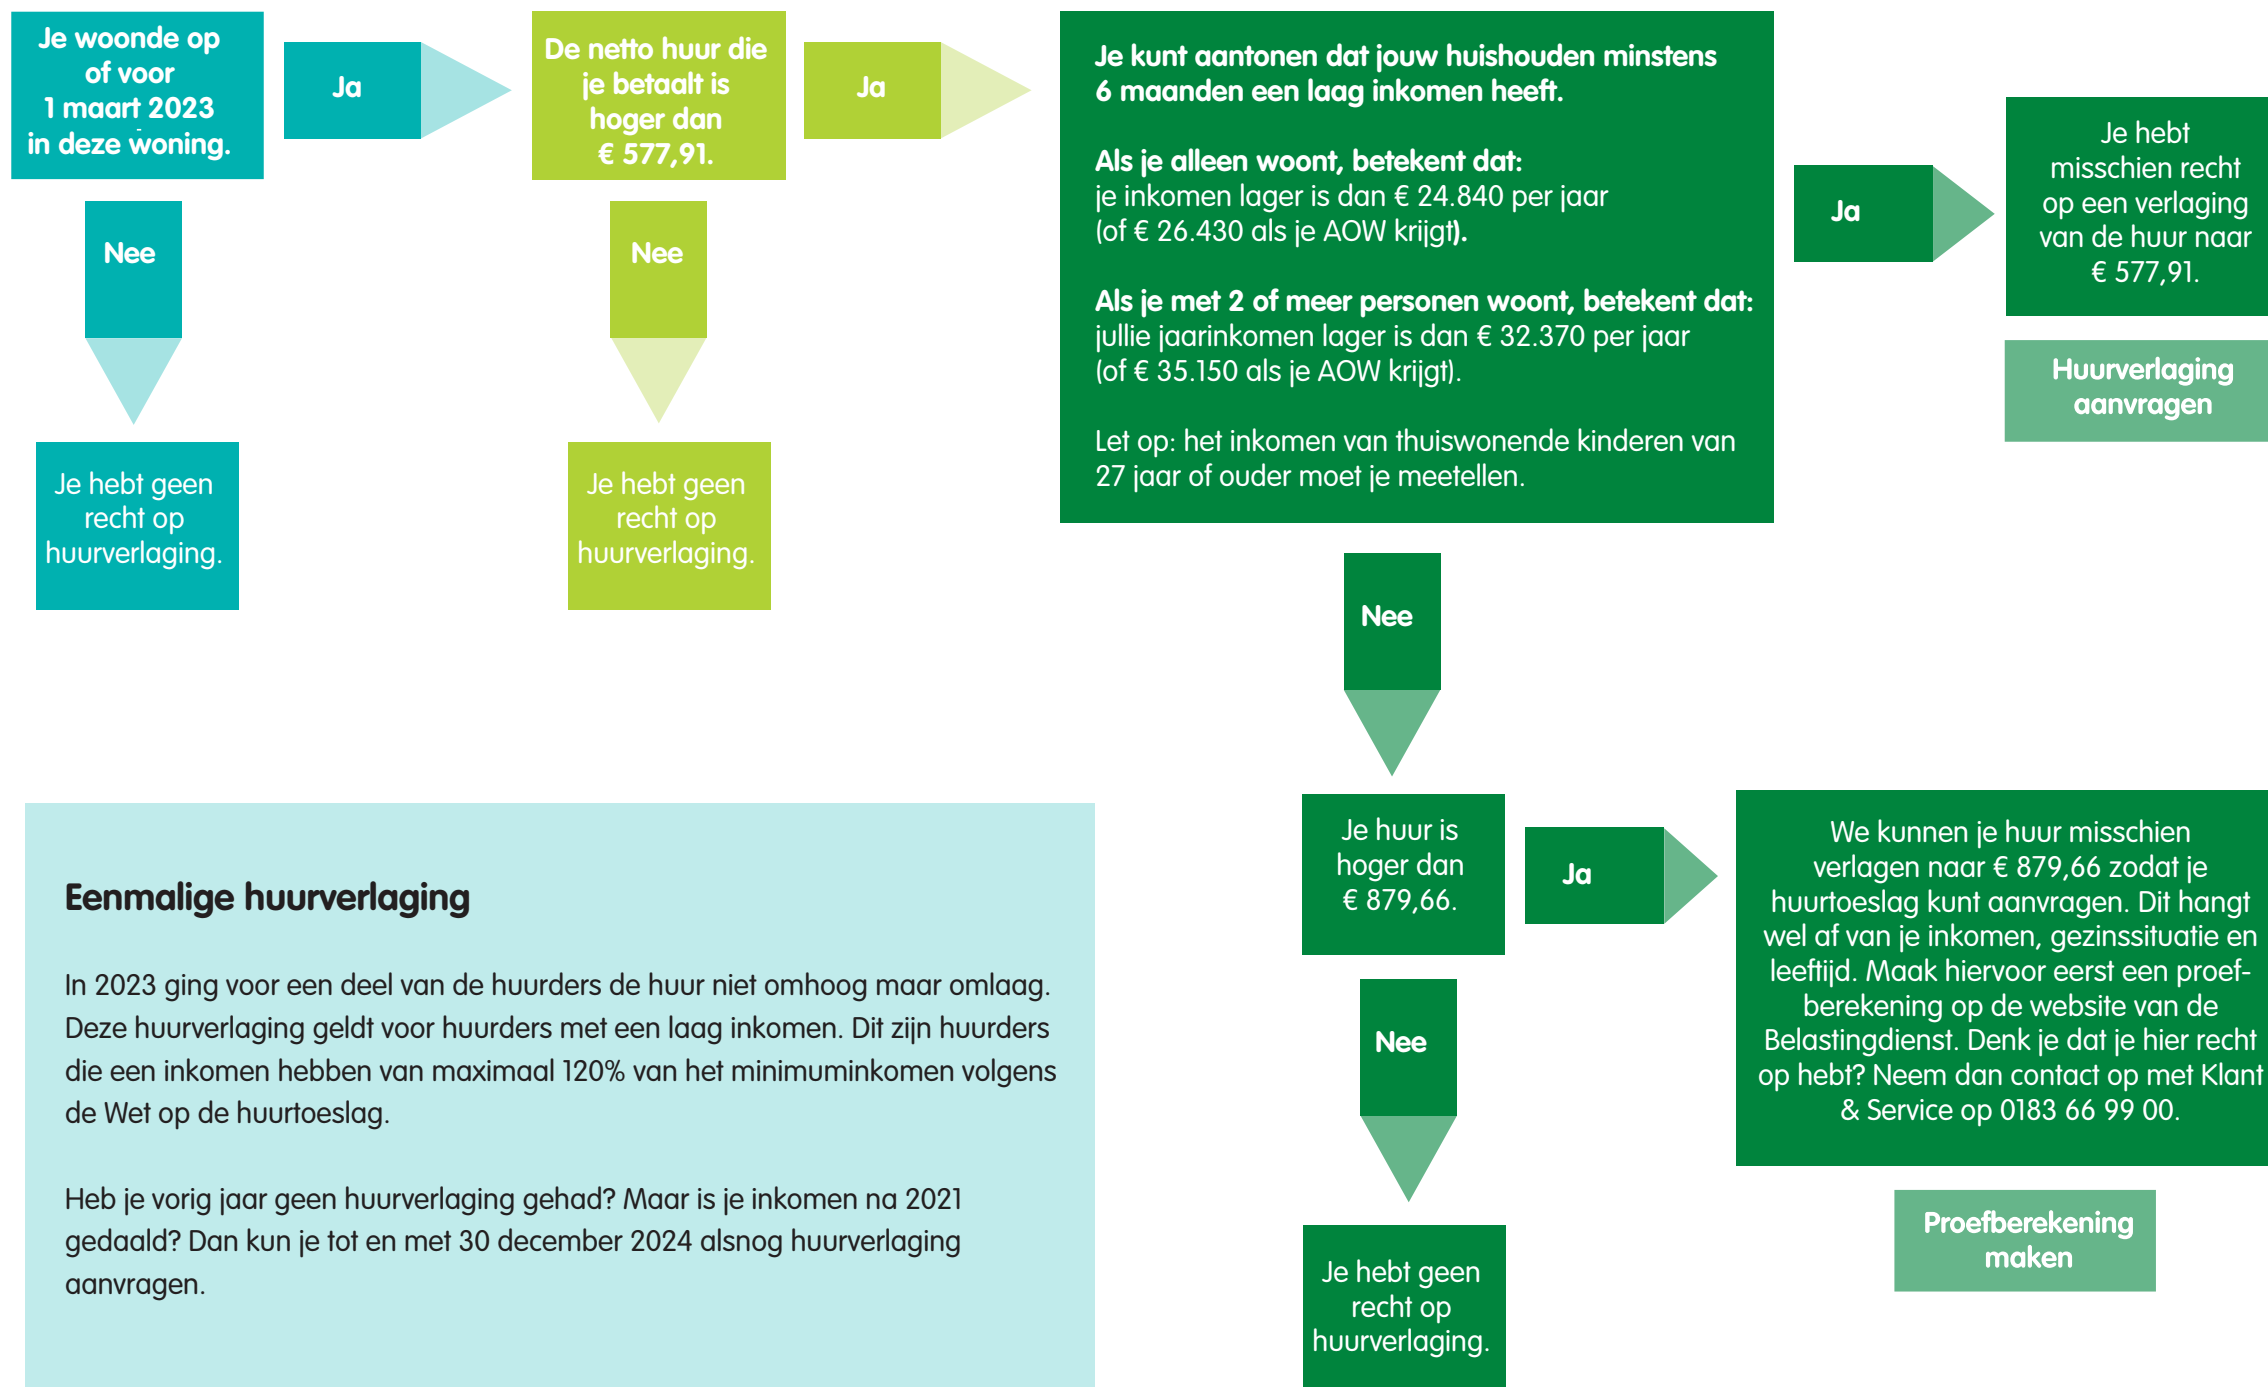 Je woonde op
of voor
1 maart 2023
in deze woning.
Ja
Nee
Je hebt geen
recht op
huurverlaging.
De netto huur die
je betaalt is
hoger dan
€ 577,91.
Ja
Nee
Je hebt geen
recht op
huurverlaging.
Je kunt aantonen dat jouw huishouden minstens
6 maanden een laag inkomen heeft.
Als je alleen woont, betekent dat:
je inkomen lager is dan € 24.840 per jaar
(of € 26.430 als je AOW krijgt).
Als je met 2 of meer personen woont, betekent dat:
jullie jaarinkomen lager is dan € 32.370 per jaar
(of € 35.150 als je AOW krijgt).
Let op: het inkomen van thuiswonende kinderen van
27 jaar of ouder moet je meetellen.
Ja
Je hebt
misschien recht
op een verlaging
van de huur naar
€ 577,91.
Huurverlaging
aanvragen
Nee
Je huur is
hoger dan
€ 879,66.
Ja
We kunnen je huur misschien
verlagen naar € 879,66 zodat je
huurtoeslag kunt aanvragen. Dit hangt
wel af van je inkomen, gezinssituatie en
leeftijd. Maak hiervoor eerst een proef-
berekening op de website van de
Belastingdienst. Denk je dat je hier recht
op hebt? Neem dan contact op met Klant
& Service op 0183 66 99 00.
Proefberekening
maken
Nee
Je hebt geen
recht op
huurverlaging.
Eenmalige huurverlaging
In 2023 ging voor een deel van de huurders de huur niet omhoog maar omlaag.
Deze huurverlaging geldt voor huurders met een laag inkomen. Dit zijn huurders
die een inkomen hebben van maximaal 120% van het minimuminkomen volgens
de Wet op de huurtoeslag.
Heb je vorig jaar geen huurverlaging gehad? Maar is je inkomen na 2021
gedaald? Dan kun je tot en met 30 december 2024 alsnog huurverlaging
aanvragen.